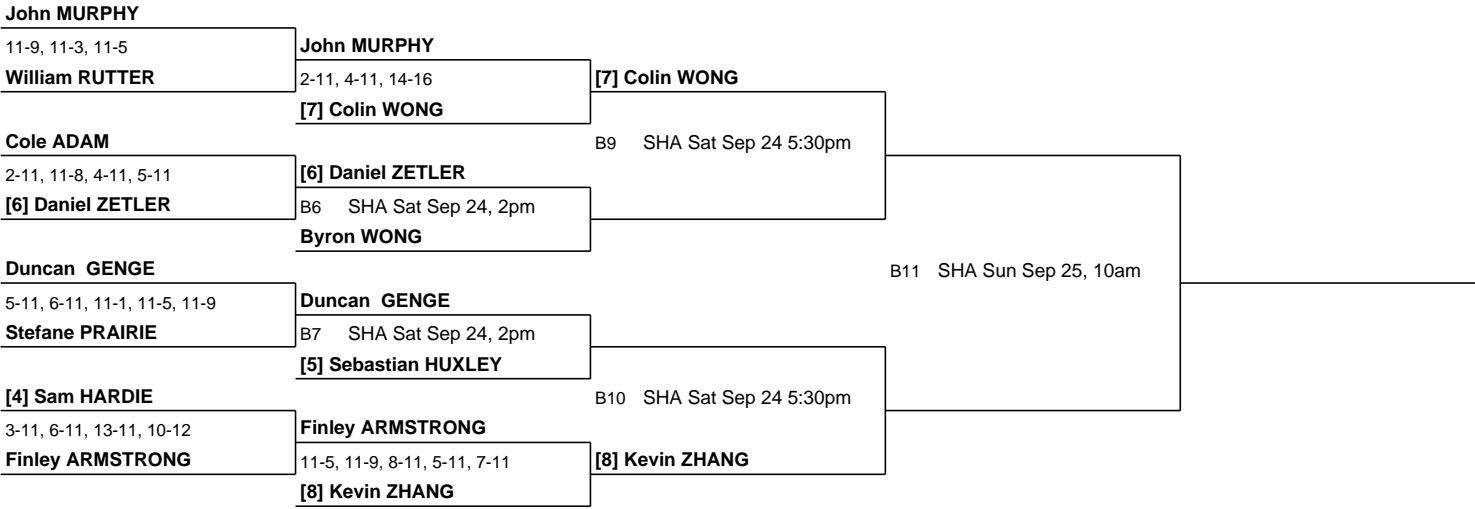 John MURPHY
11-9, 11-3, 11-5
William RUTTER
Cole ADAM
2-11, 11-8, 4-11, 5-11
[6] Daniel ZETLER
Duncan  GENGE
5-11, 6-11, 11-1, 11-5, 11-9
Stefane PRAIRIE
[4] Sam HARDIE
3-11, 6-11, 13-11, 10-12
Finley ARMSTRONG
John MURPHY
2-11, 4-11, 14-16
[7] Colin WONG
[6] Daniel ZETLER
B6 SHA Sat Sep 24, 2pm
Byron WONG
Duncan  GENGE
B7 SHA Sat Sep 24, 2pm
[5] Sebastian HUXLEY
Finley ARMSTRONG
11-5, 11-9, 8-11, 5-11, 7-11
[8] Kevin ZHANG
[7] Colin WONG
B9 SHA Sat Sep 24 5:30pm
B10 SHA Sat Sep 24 5:30pm
[8] Kevin ZHANG
B11 SHA Sun Sep 25, 10am